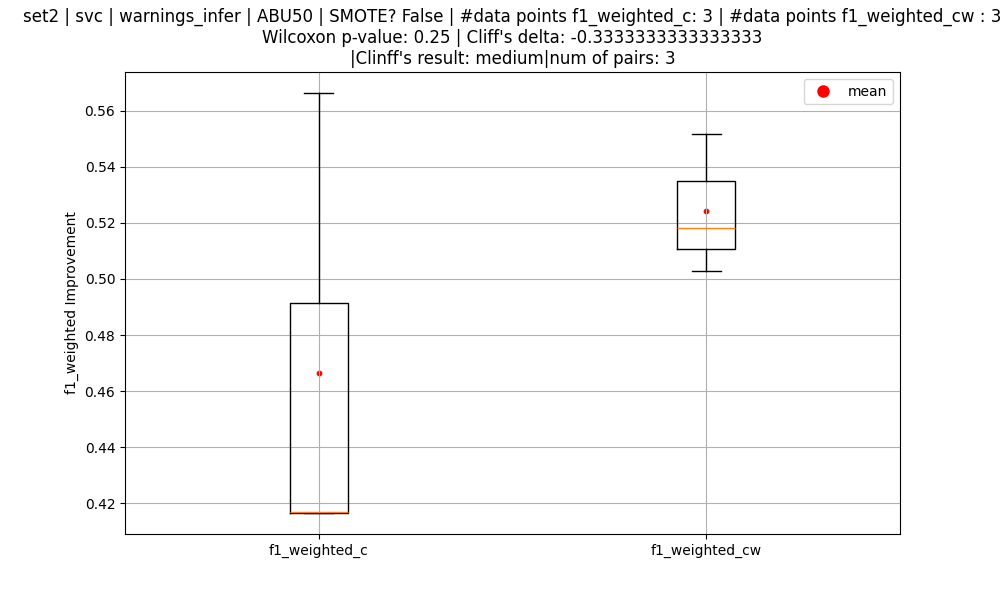 set2 | svc | warnings_infer | ABU50 | SMOTE? False | #data points f1_weighted_c: 3 | #data points f1_weighted_cw : 3
Wilcoxon p-value: 0.25 | Cliff's delta: -0.3333333333333333
|Clinff's result: medium|num of pairs: 3
mean
0.56
0.54
0.52
0.50
0.48
0.46
0.44
0.42
f1_weighted Improvement
f1_weighted_c
f1_weighted_cw